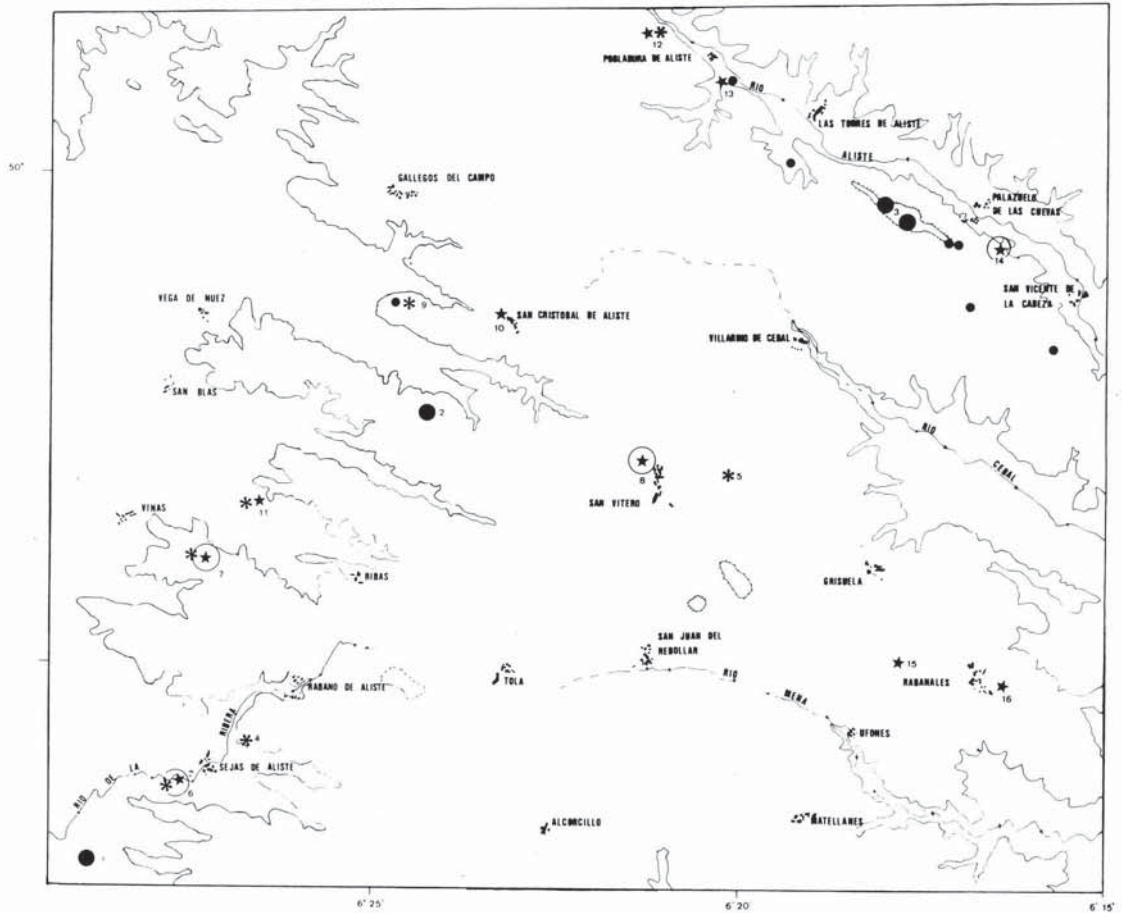 12
POBLADURA DE ALISTE
RIO
13
LAS TORRES DE ALISTE
50°
ALISTE
GALLEGOS DEL CAMPO
3
PALAZUELO
DE LAS CUEVAS
14
VEGA DE NUEZ
9
SAN VICENTE DE
LA CABEZA
10
SAN CRISTOBAL DE ALISTE
VILLARINO DE CEBAL
SAN BLAS
2
RIO
CEBAL
8
5
SAN VITERO
11
VIÑAS
7
RIBAS
GRISUELA
SAN JUAN DEL
REBOLLAR
15
RABANALES
16
TOLA
RIO
MENA
RABANO DE ALISTE
RIBERA
4
UFONES
SEJAS DE ALISTE
RIO DE LA
6
ALCORCILLO
MATELLANES
6° 25
6° 20
6° 15